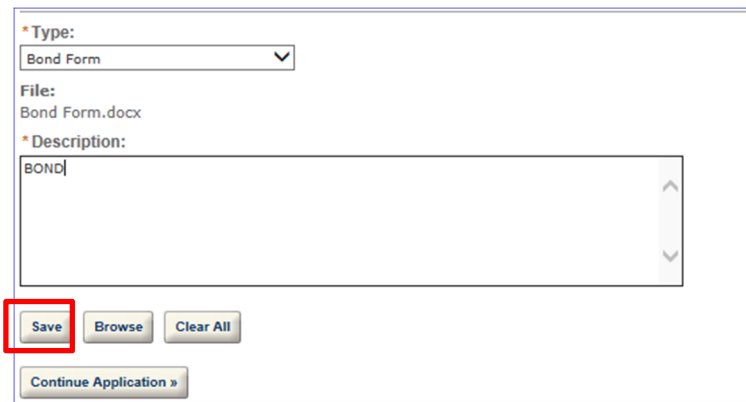 *Type:
Bond Form
File:
Bond Form.docx
*Description:
BOND
Save Browse Clear All
Continue Application »